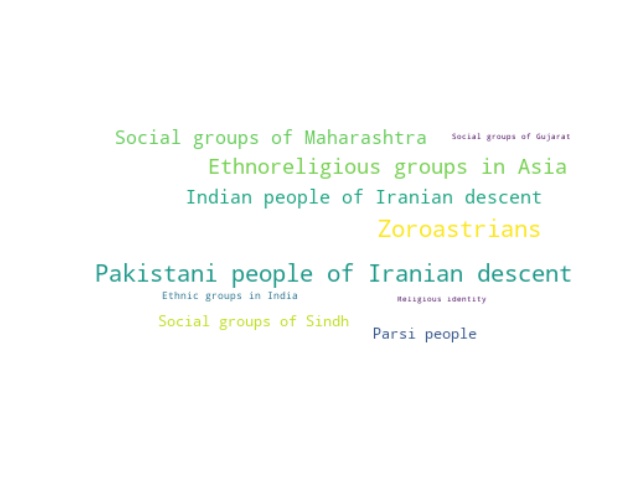 Social groups of Maharashtra
Social groups of Gujarat
Ethnoreligious groups in Asia
Indian people of Iranian descent
Zoroastrians
Pakistani people of Iranian descent
Ethnic groups in India
Religious identity
Social groups of Sindh
Parsi people